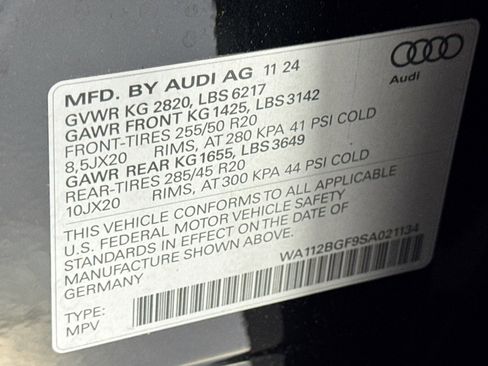 MFD. BY AUDI AG 11 24
GVWR KG 2820, LBS 6217
GAWR FRONT KG 1425, LBS 3142
FRONT-TIRES 255/50 R20
8,5JX20 RIMS, AT 280 KPA 41 PSI COLD
GAWR REAR KG 1655, LBS 3649
REAR-TIRES 285/45 R20
10JX20 RIMS, AT 300 KPA 44 PSI COLD
THIS VEHICLE CONFORMS TO ALL APPLICABLE
U.S. FEDERAL MOTOR VEHICLE SAFETY
STANDARDS IN EFFECT ON THE DATE OF
MANUFACTURE SHOWN ABOVE.
GERMANY
WA112BGF9SA021134
TYPE:
MPV
Audi